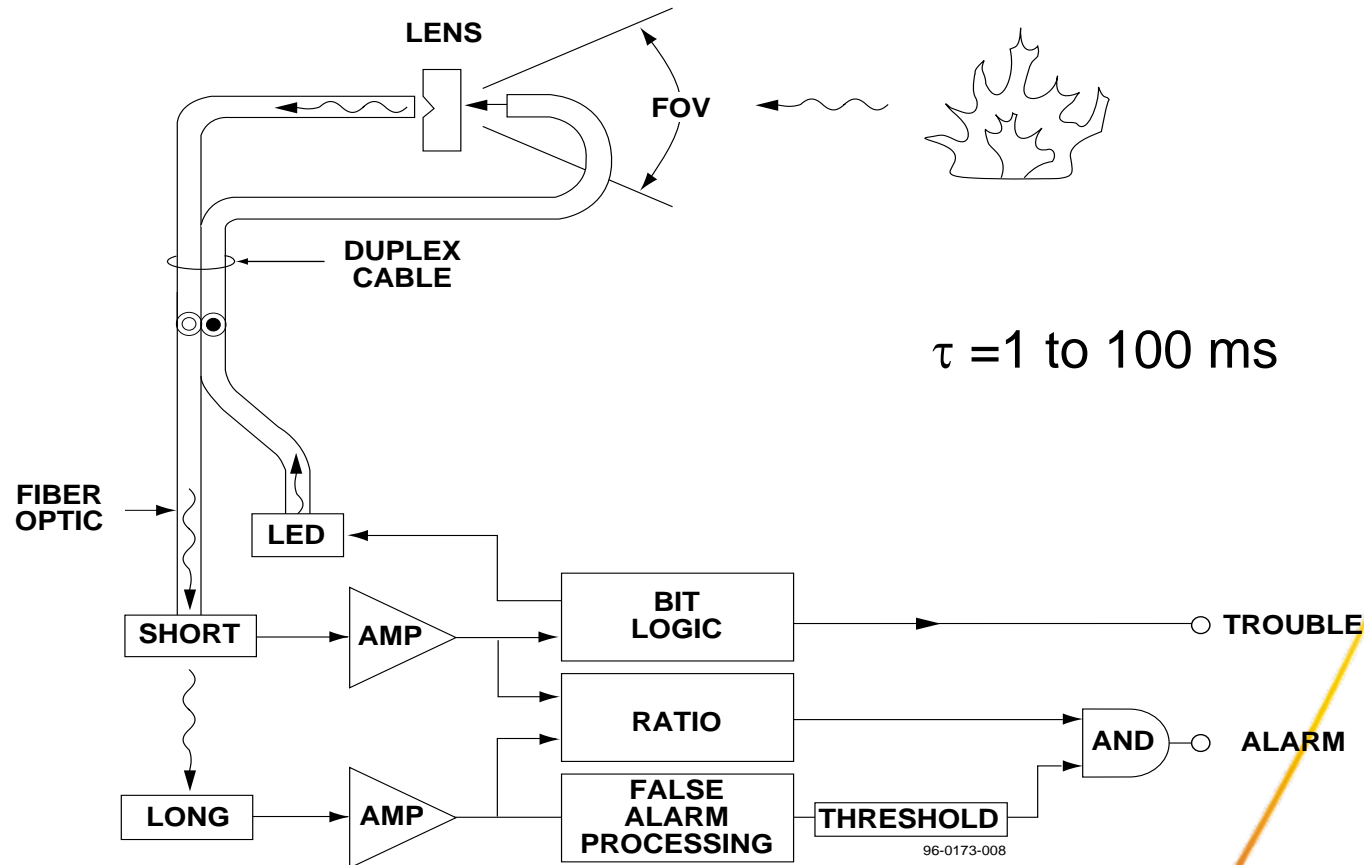 LENS
FOV
DUPLEX
CABLE
τ =1 to 100 ms
FIBER
OPTIC
LED
BIT
LOGIC
SHORT
AMP
TROUBLE
RATIO
AND
ALARM
LONG
AMP
FALSE
ALARM
PROCESSING
THRESHOLD
96-0173-008